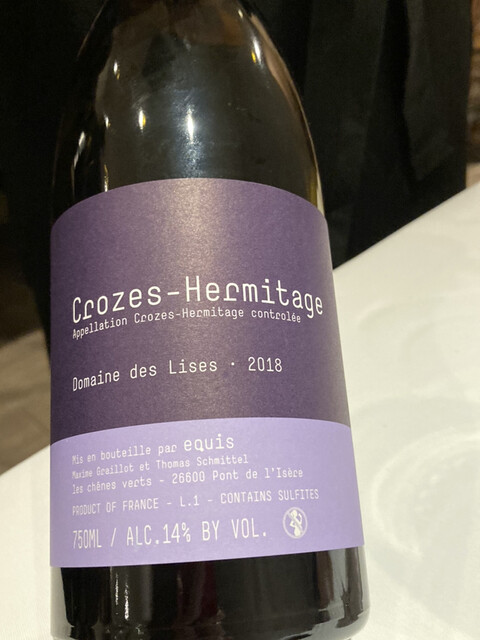 Crozes-Hermitage
Appellation Crozes-Hermitage controlée
Domaine des Lises · 2018
Mis en bouteille par equis
Maxime Graillot et Thomas Schmittel
les chênes verts - 26600 Pont de l'Isère
PRODUCT OF FRANCE - L.1 - CONTAINS SULFITES
750ML / ALC.14% BY VOL.